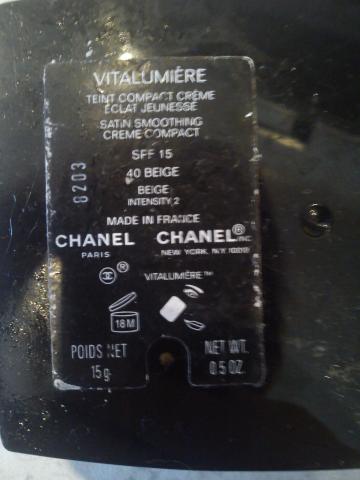 VITALUMIÈRE
TEINT COMPACT CRÈME
ÉCLAT JEUNESSE
SATIN SMOOTHING
CREME COMPACT
SPF 15
40 BEIGE
BEIGE
INTENSITY 2
8203
MADE IN FRANCE
CHANEL CHANEL® INC
PARIS NEW YORK, N.Y.
® VITALUMIÈRE™
18M
POIDS NET NET WT.
15g. 0.5 OZ.